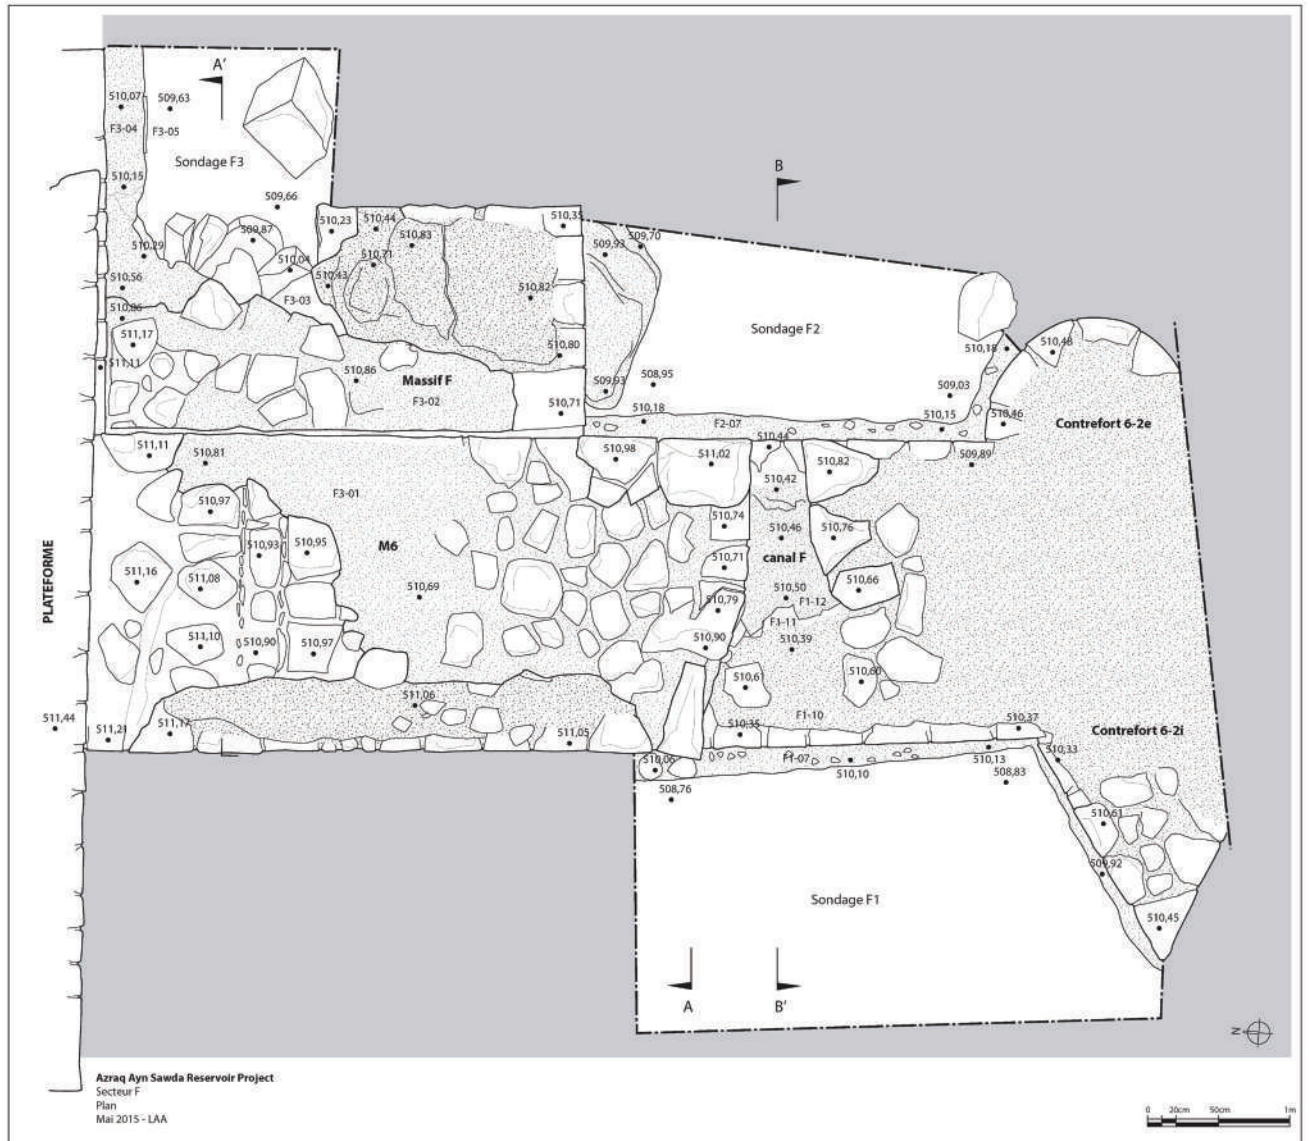 A'
510,07
509,63
F3-04
F3-05
Sondage F3
B
510,15
509,66
510,23
510,44
510,35
509,87
510,83
509,70
509,93
510,29
510,04
510,71
510,56
510,43
510,82
F3-03
510,86
Sondage F2
511,17
510,18
510,48
510,80
511,11
510,86
Massif F
509,93
508,95
509,03
F3-02
510,71
510,18
510,15
510,46
F2-07
Contrefort 6-2e
511,11
510,81
510,44
510,98
511,02
510,82
509,89
510,42
F3-01
510,97
510,74
510,46
510,76
510,93
510,95
M6
510,71
canal F
PLATEFORME
511,16
511,08
510,69
510,79
510,50
510,66
F1-12
F1-11
511,10
510,90
510,97
510,90
510,39
510,6
510,60
511,06
511,44
511,21
511,17
511,05
510,35
F1-10
510,37
Contrefort 6-2i
510,06
F1-07
510,10
510,13
510,33
508,76
508,83
510,61
509,92
Sondage F1
510,45
A
B'
N
Azraq Ayn Sawda Reservoir Project
Secteur F
Plan
Mai 2015 - LAA
0 20cm 50cm 1m